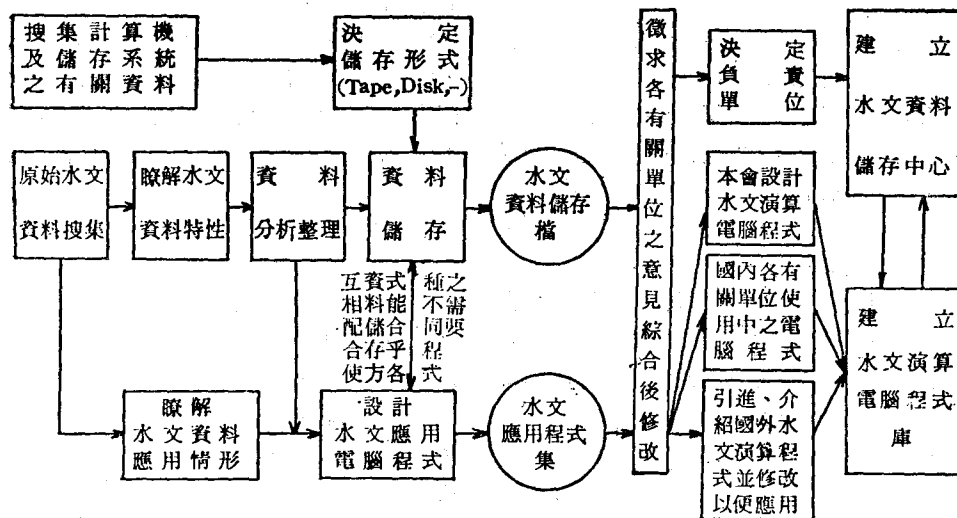 搜集計算機
及儲存系統
之有關資料
決定
儲存形式
(Tape,Disk,-)
原始水文
資料搜集
瞭解水文
資料特性
資料
分析整理
資料
儲存
水文
資料儲存
檔
互相配合使
資料儲存方
式能合乎各
種不同程式
之需要
瞭解
水文資料
應用情形
設計
水文應用
電腦程式
水文
應用程式
集
徵求各有關單位之意見綜合後修改
決定
負責
單位
本會設計
水文演算
電腦程式
國內各有
關單位使
用中之電
腦程式
引進、介
紹國外水
文演算程
式並修改
以便應用
建立
水文資料
儲存中心
建立
水文演算
電腦程式
庫